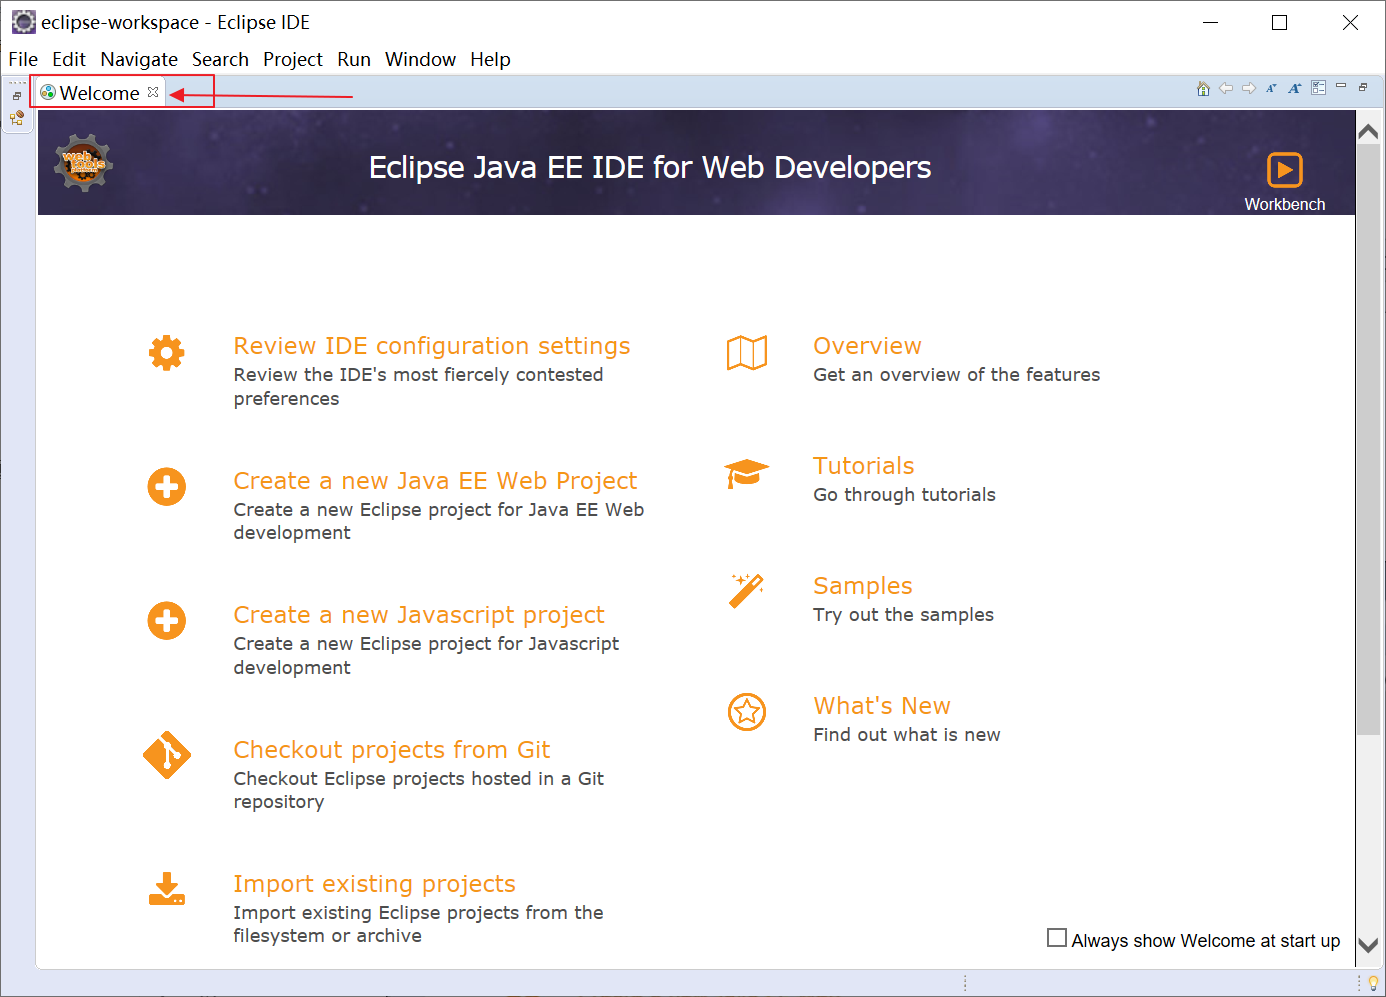 eclipse-workspace - Eclipse IDE
File Edit Navigate Search Project Run Window Help
Welcome
web
tools
Eclipse Java EE IDE for Web Developers
Workbench
Review IDE configuration settings
Review the IDE's most fiercely contested
preferences
Create a new Java EE Web Project
Create a new Eclipse project for Java EE Web
development
Create a new Javascript project
Create a new Eclipse project for Javascript
development
Checkout projects from Git
Checkout Eclipse projects hosted in a Git
repository
Import existing projects
Import existing Eclipse projects from the
filesystem or archive
Overview
Get an overview of the features
Tutorials
Go through tutorials
Samples
Try out the samples
What's New
Find out what is new
Always show Welcome at start up